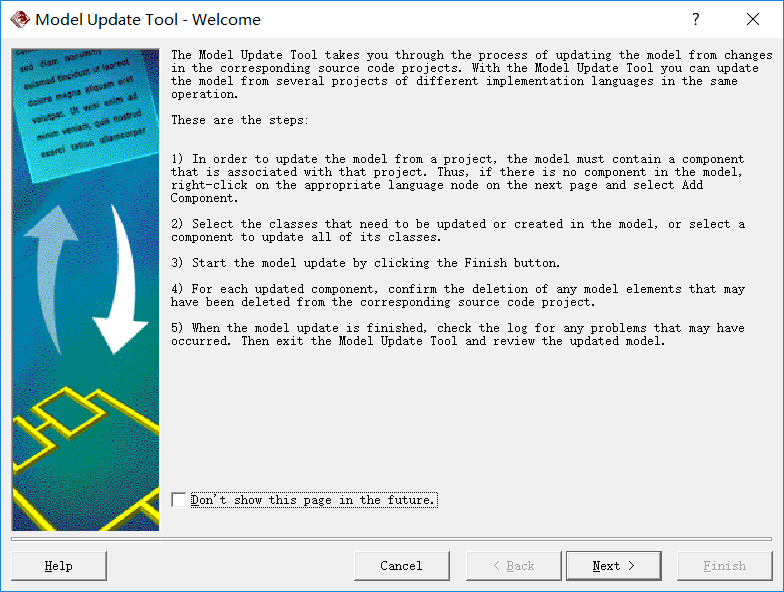 Model Update Tool - Welcome
?
sed diam nonummy
euismod tincidunt ut laoreet
dolore magna aliquam erat
volutpat. Ut wisi enim ad
minim veniam, quis nostrud
exerci tation ullamcorper
The Model Update Tool takes you through the process of updating the model from changes
in the corresponding source code projects. With the Model Update Tool you can update
the model from several projects of different implementation languages in the same
operation.
These are the steps:
1) In order to update the model from a project, the model must contain a component
that is associated with that project. Thus, if there is no component in the model,
right-click on the appropriate language node on the next page and select Add
Component.
2) Select the classes that need to be updated or created in the model, or select a
component to update all of its classes.
3) Start the model update by clicking the Finish button.
4) For each updated component, confirm the deletion of any model elements that may
have been deleted from the corresponding source code project.
5) When the model update is finished, check the log for any problems that may have
occurred. Then exit the Model Update Tool and review the updated model.
Don't show this page in the future.
Help
Cancel
< Back
Next >
Finish